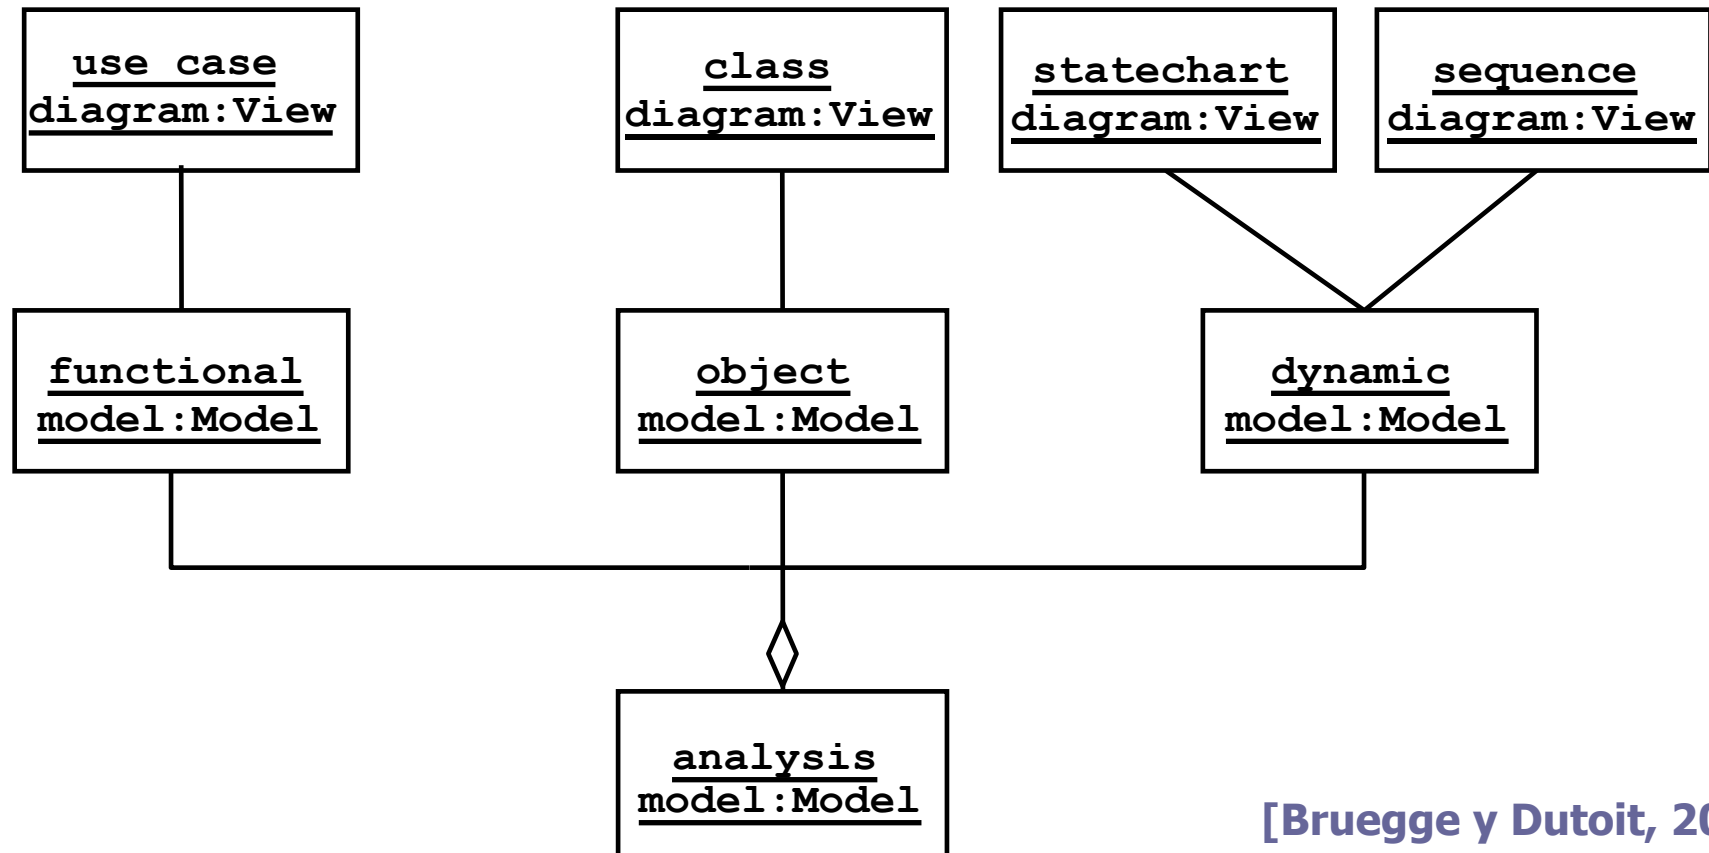 use case
diagram:View
class
diagram:View
statechart
diagram:View
sequence
diagram:View
functional
model:Model
object
model:Model
dynamic
model:Model
analysis
model:Model
[Bruegge y Dutoit, 20